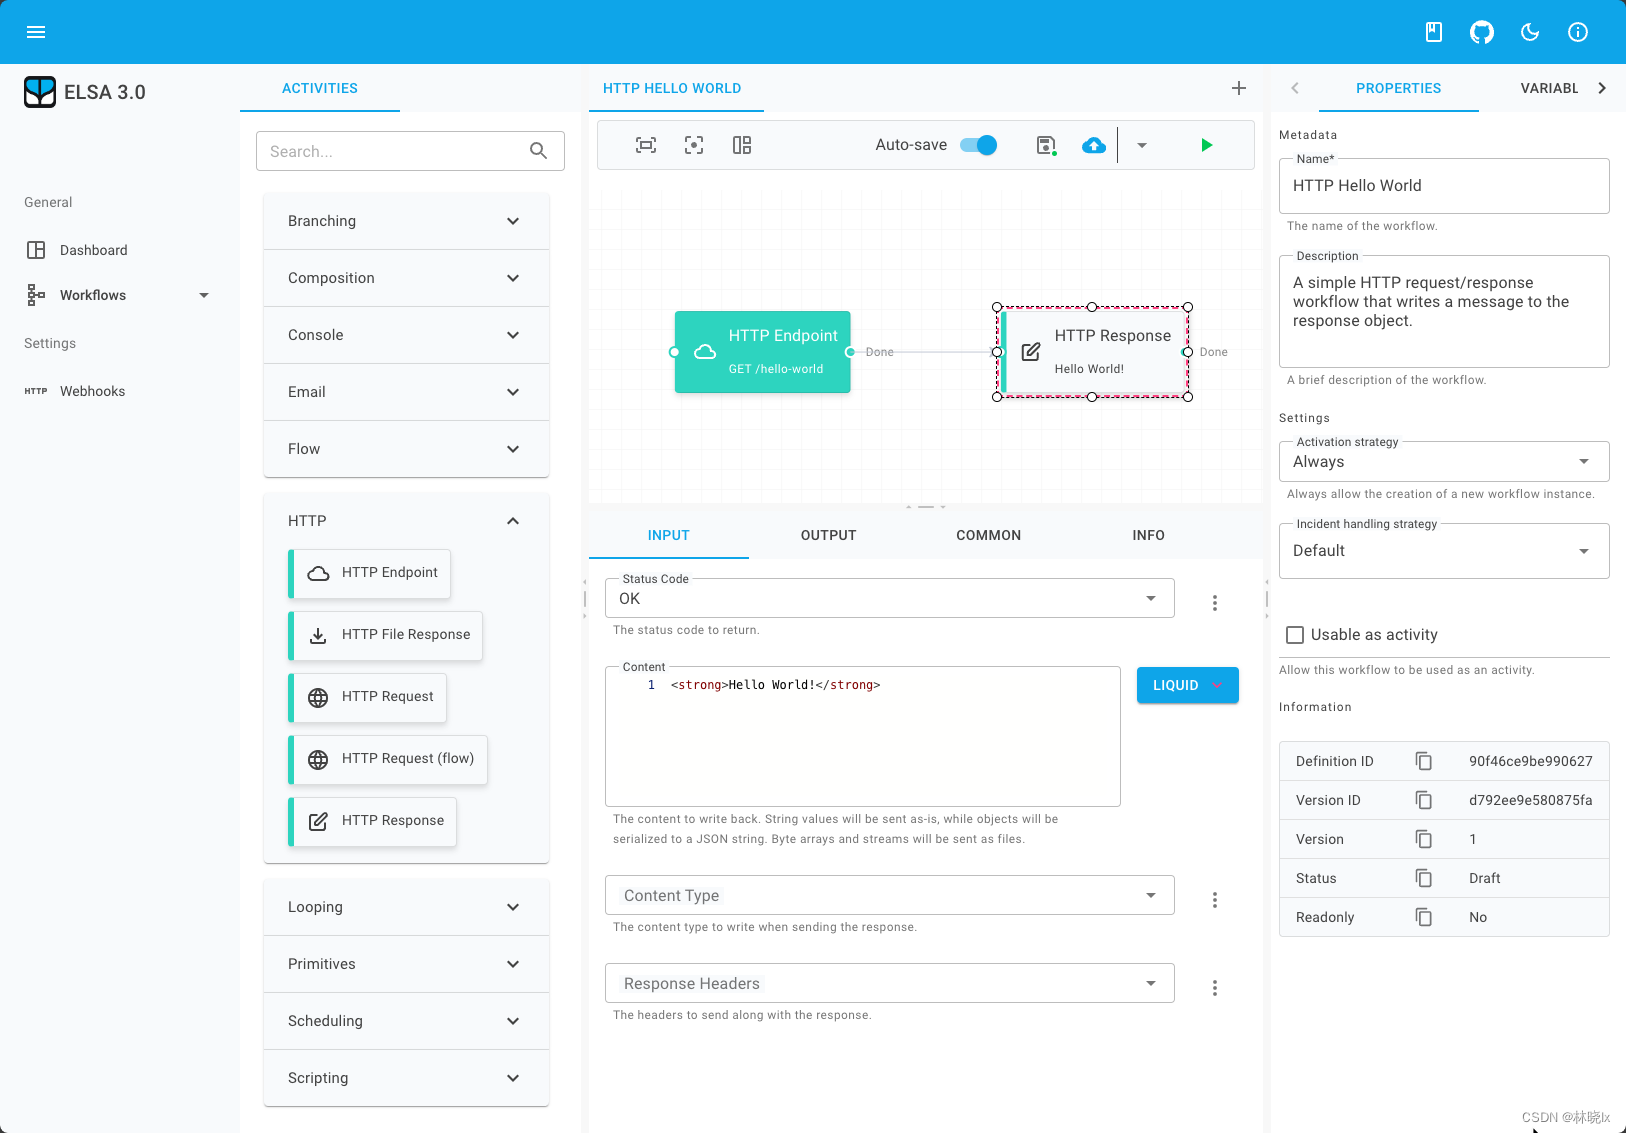 ELSA 3.0
General
Dashboard
Workflows
Settings
HTTP Webhooks
ACTIVITIES
Search...
Branching
Composition
Console
Email
Flow
HTTP
HTTP Endpoint
HTTP File Response
HTTP Request
HTTP Request (flow)
HTTP Response
Looping
Primitives
Scheduling
Scripting
HTTP HELLO WORLD
Auto-save
HTTP Endpoint
GET /hello-world
Done
HTTP Response
Hello World!
Done
INPUT OUTPUT COMMON INFO
Status Code
OK
The status code to return.
Content
1 <strong>Hello World!</strong>
LIQUID
The content to write back. String values will be sent as-is, while objects will be
serialized to a JSON string. Byte arrays and streams will be sent as files.
Content Type
The content type to write when sending the response.
Response Headers
The headers to send along with the response.
PROPERTIES VARIABL
Metadata
Name*
HTTP Hello World
The name of the workflow.
Description
A simple HTTP request/response
workflow that writes a message to the
response object.
A brief description of the workflow.
Settings
Activation strategy
Always
Always allow the creation of a new workflow instance.
Incident handling strategy
Default
Usable as activity
Allow this workflow to be used as an activity.
Information
Definition ID 90f46ce9be990627
Version ID d792ee9e580875fa
Version 1
Status Draft
Readonly No
CSDN @林晓lx